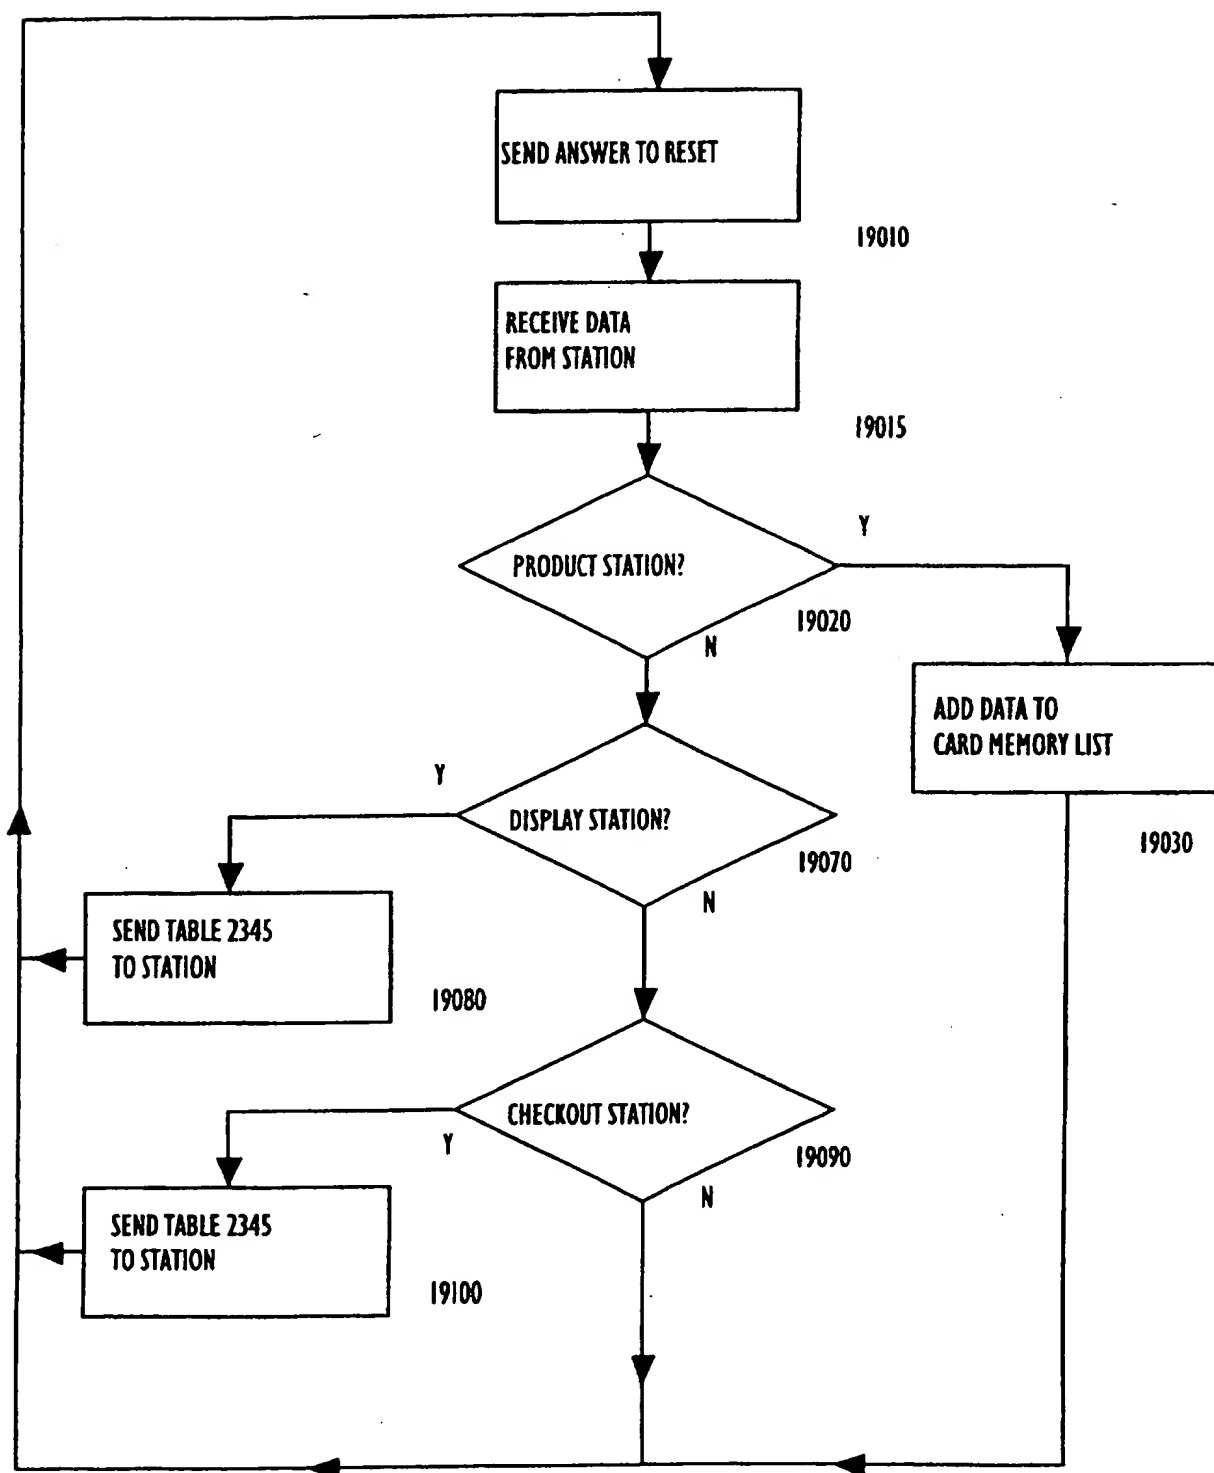 SEND ANSWER TO RESET
19010
RECEIVE DATA
FROM STATION
19015
Y
PRODUCT STATION?
19020
N
ADD DATA TO
CARD MEMORY LIST
19030
Y
DISPLAY STATION?
19070
N
SEND TABLE 2345
TO STATION
19080
CHECKOUT STATION?
Y
19090
N
SEND TABLE 2345
TO STATION
19100